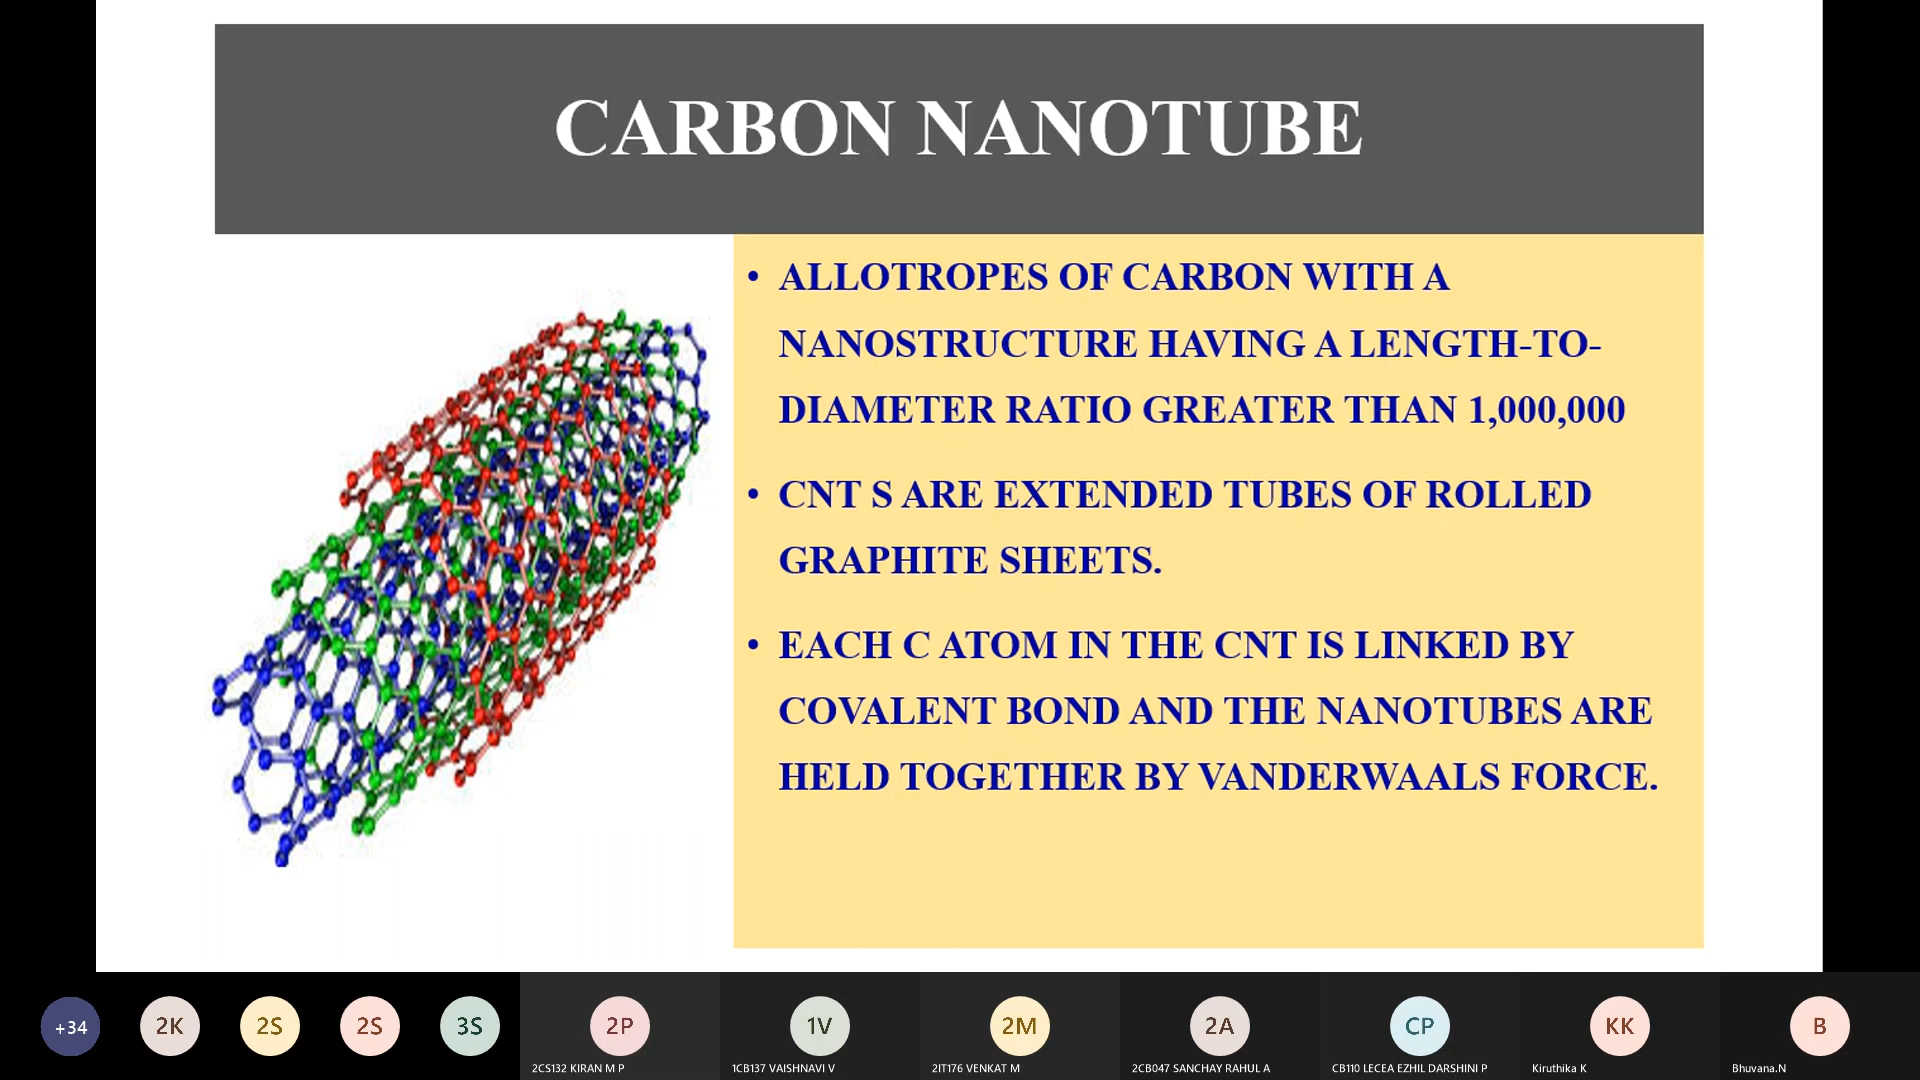 CARBON NANOTUBE
• ALLOTROPES OF CARBON WITH A
NANOSTRUCTURE HAVING A LENGTH-TO-
DIAMETER RATIO GREATER THAN 1,000,000
• CNT S ARE EXTENDED TUBES OF ROLLED
GRAPHITE SHEETS.
• EACH C ATOM IN THE CNT IS LINKED BY
COVALENT BOND AND THE NANOTUBES ARE
HELD TOGETHER BY VANDERWAALS FORCE.
+34
2K
2S
2S
3S
2P
1V
2M
2A
CP
KK
B
2CS132 KIRAN M P
1CB137 VAISHNAVI V
2IT176 VENKAT M
2CB047 SANCHAY RAHUL A
CB110 LECEA EZHIL DARSHINI P
Kiruthika K
Bhuvana.N